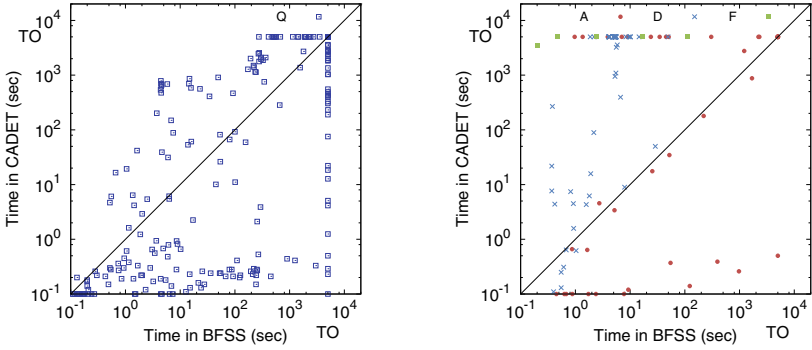 Q
10^4
TO
10^3
10^2
10^1
10^0
10^-1
Time in CADET (sec)
10^-1 10^0 10^1 10^2 10^3 10^4
Time in BFSS (sec) TO
A D F
10^4
TO
10^3
10^2
10^1
10^0
10^-1
Time in CADET (sec)
10^-1 10^0 10^1 10^2 10^3 10^4
Time in BFSS (sec) TO